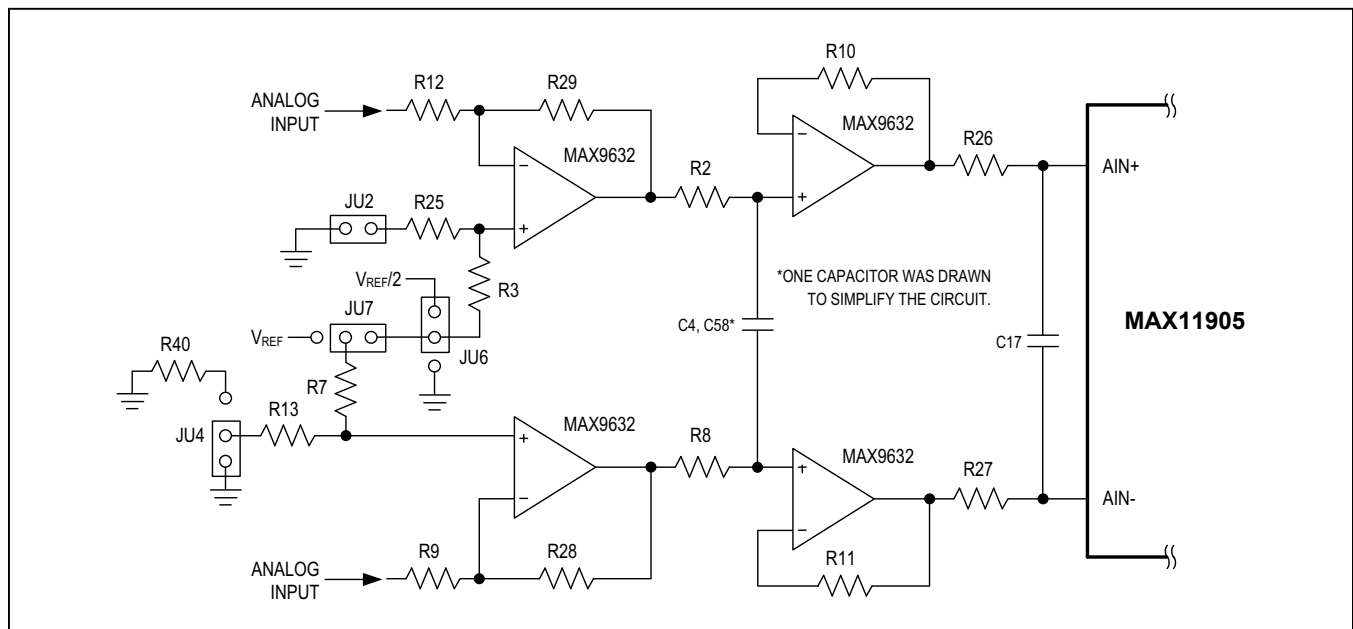 R10
R12
R29
ANALOG
INPUT
MAX9632
MAX9632
R26
R2
AIN+
−
−
+
+
JU2
R25
VREF/2
R3
*ONE CAPACITOR WAS DRAWN
TO SIMPLIFY THE CIRCUIT.
JU7
VREF
C4, C58*
C17
MAX11905
R40
JU6
R7
R13
MAX9632
JU4
R8
MAX9632
+
+
R27
AIN-
−
−
R9
R28
R11
ANALOG
INPUT